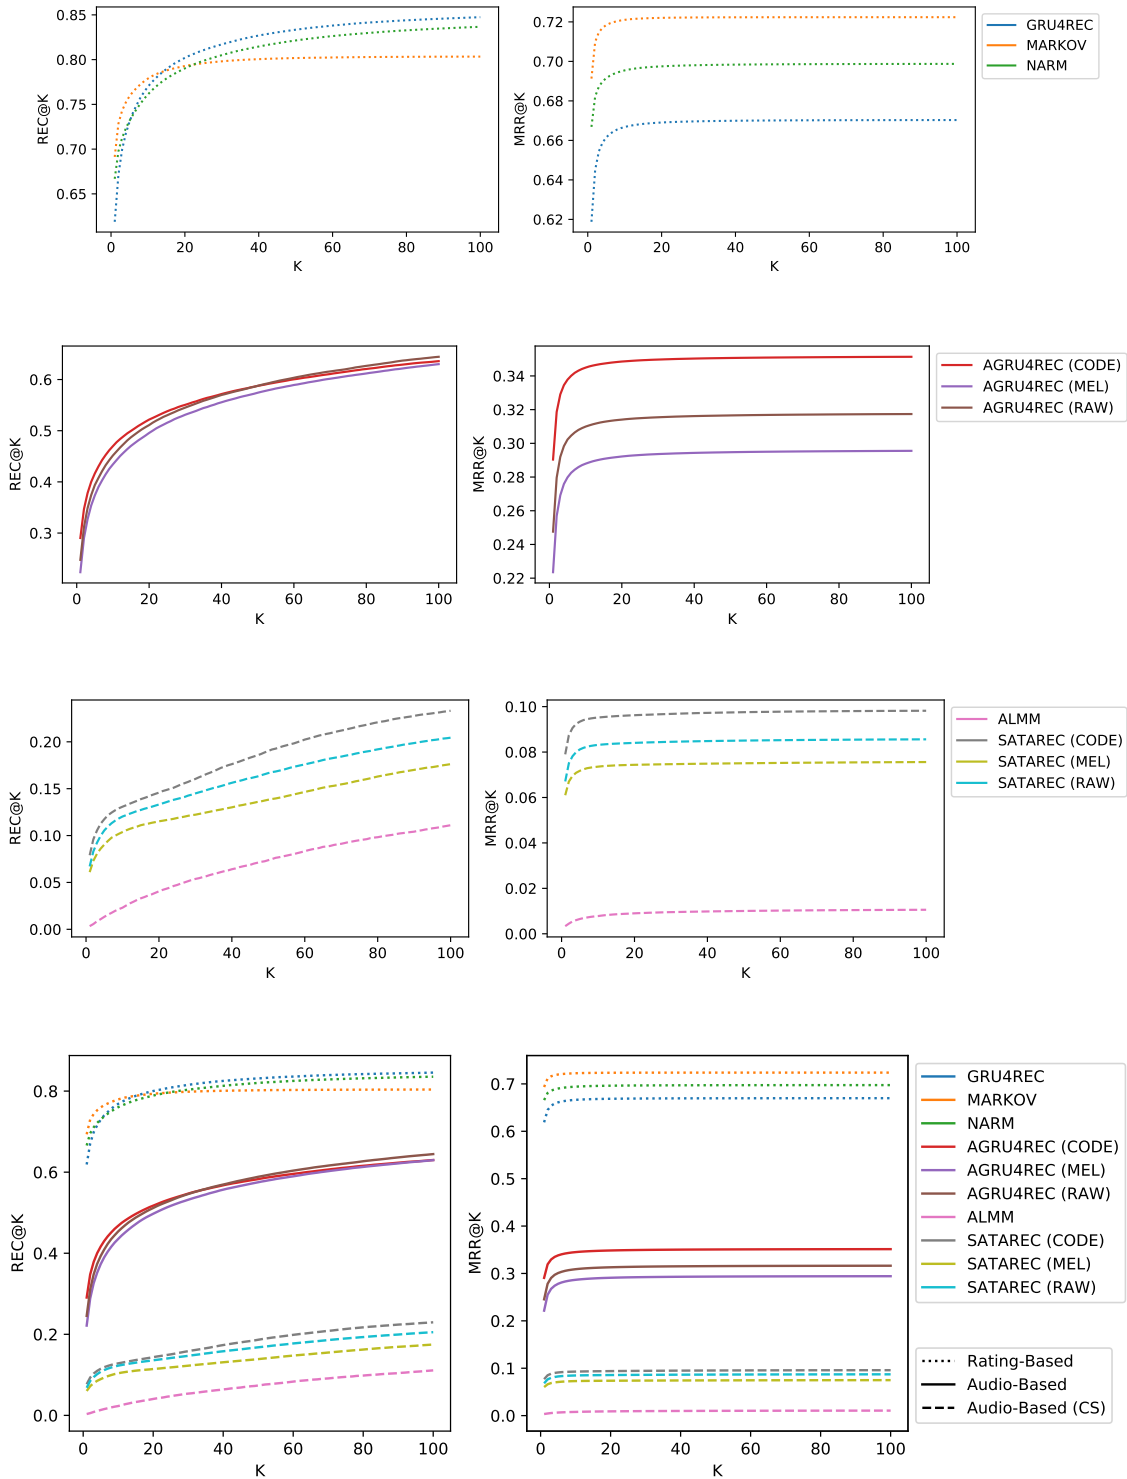 0.85
0.80
0.75
0.70
0.65
REC@K
0
20
40
60
80
100
K
0.72
0.70
0.68
0.66
0.64
0.62
MRR@K
0
20
40
60
80
100
K
GRU4REC
MARKOV
NARM
0.6
0.5
0.4
0.3
REC@K
0
20
40
60
80
100
K
0.34
0.32
0.30
0.28
0.26
0.24
0.22
MRR@K
0
20
40
60
80
100
K
AGRU4REC (CODE)
AGRU4REC (MEL)
AGRU4REC (RAW)
0.20
0.15
0.10
0.05
0.00
REC@K
0
20
40
60
80
100
K
0.10
0.08
0.06
0.04
0.02
0.00
MRR@K
0
20
40
60
80
100
K
ALMM
SATAREC (CODE)
SATAREC (MEL)
SATAREC (RAW)
0.8
0.6
0.4
0.2
0.0
REC@K
0
20
40
60
80
100
K
0.7
0.6
0.5
0.4
0.3
0.2
0.1
0.0
MRR@K
0
20
40
60
80
100
K
GRU4REC
MARKOV
NARM
AGRU4REC (CODE)
AGRU4REC (MEL)
AGRU4REC (RAW)
ALMM
SATAREC (CODE)
SATAREC (MEL)
SATAREC (RAW)
Rating-Based
Audio-Based
Audio-Based (CS)